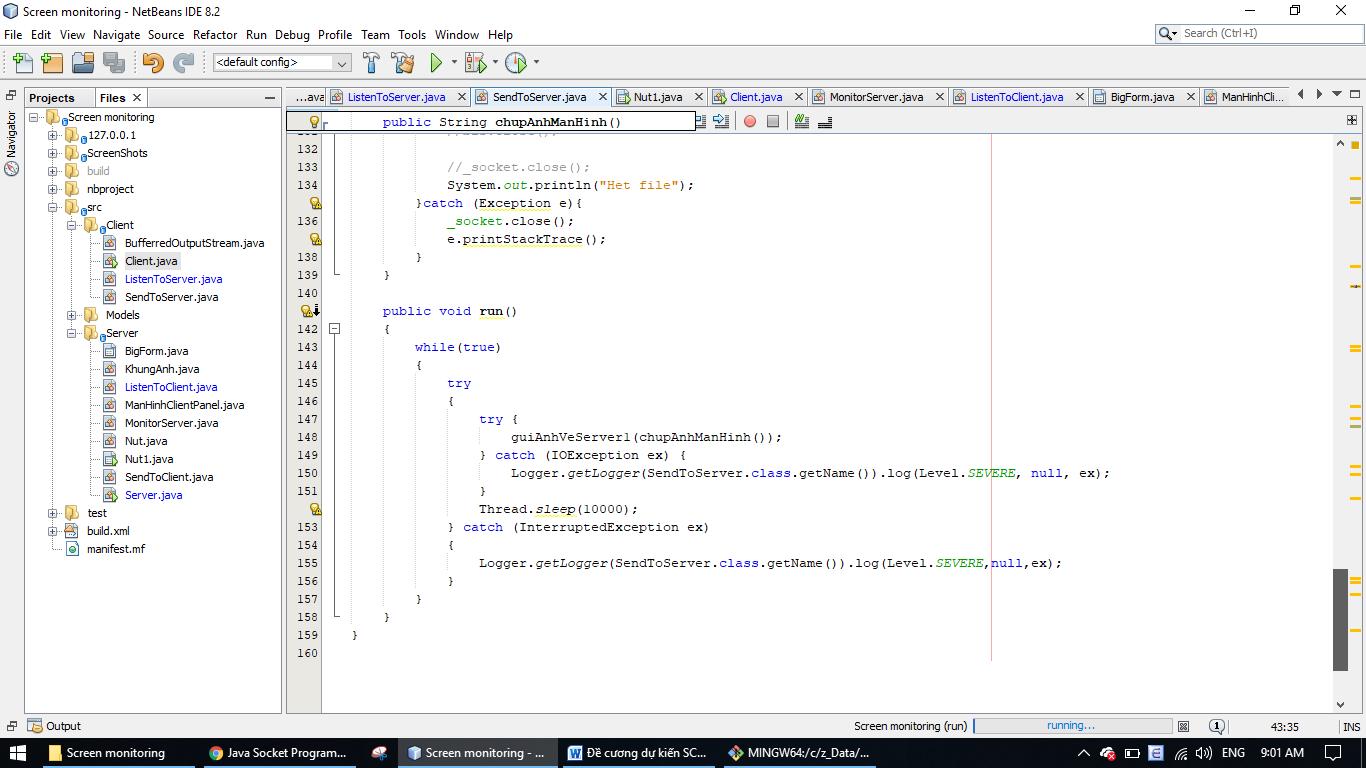 Screen monitoring - NetBeans IDE 8.2
File Edit View Navigate Source Refactor Run Debug Profile Team Tools Window Help
Search (Ctrl+I)
<default config>
Projects Files
...ava ListenToServer.java SendToServer.java Nut1.java Client.java MonitorServer.java ListenToClient.java BigForm.java ManHinhCli...
Navigator
Screen monitoring
127.0.0.1
ScreenShots
build
nbproject
src
Client
BufferredOutputStream.java
Client.java
ListenToServer.java
SendToServer.java
Models
Server
BigForm.java
KhungAnh.java
ListenToClient.java
ManHinhClientPanel.java
MonitorServer.java
Nut.java
Nut1.java
SendToClient.java
Server.java
test
build.xml
manifest.mf
public String chupAnhManHinh()
132
133 //_socket.close();
134 System.out.println("Het file");
}catch (Exception e){
136 _socket.close();
e.printStackTrace();
138 }
139 }
140
public void run()
142 {
143 while(true)
144 {
145 try
146 {
147 try {
148 guiAnhVeServer1(chupAnhManHinh());
149 } catch (IOException ex) {
150 Logger.getLogger(SendToServer.class.getName()).log(Level.SEVERE, null, ex);
151 }
Thread.sleep(10000);
153 } catch (InterruptedException ex)
154 {
155 Logger.getLogger(SendToServer.class.getName()).log(Level.SEVERE,null,ex);
156 }
157 }
158 }
159 }
160
Output
Screen monitoring (run) running... 1 43:35 INS
Screen monitoring Java Socket Program... Screen monitoring - ... Đề cương dự kiến SC... MINGW64:/c/z_Data/... ENG 9:01 AM